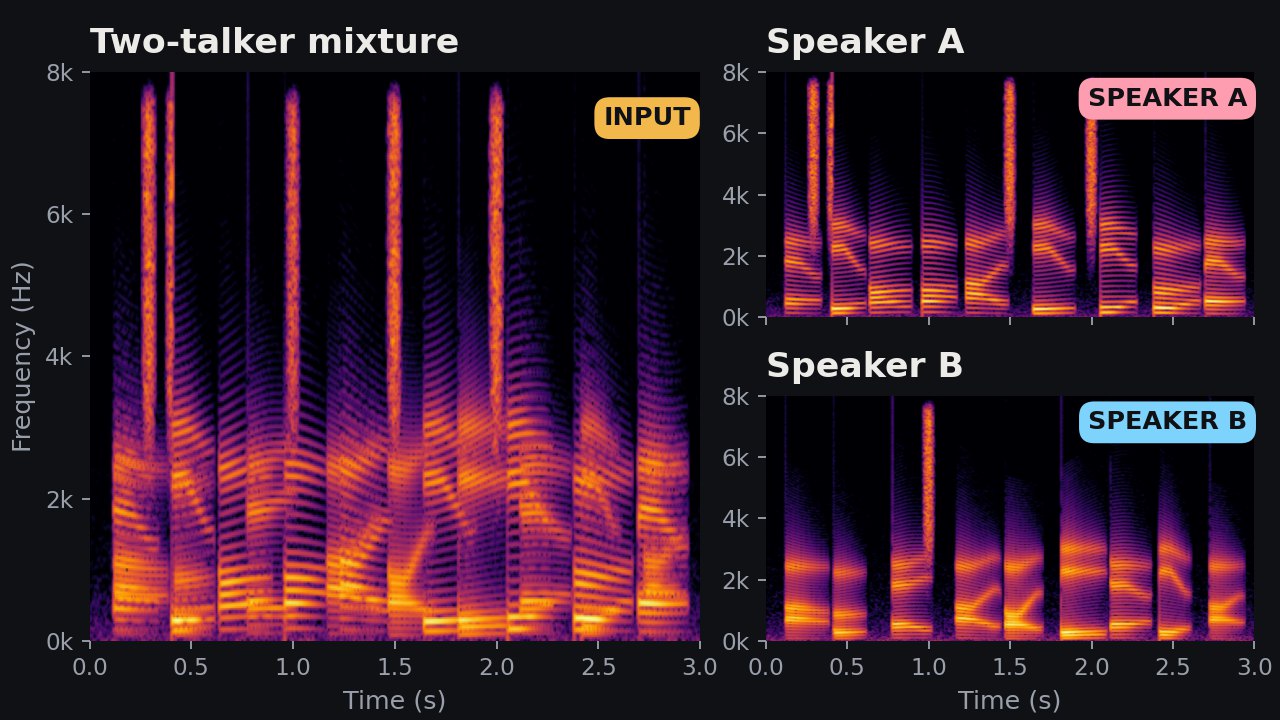 Two-talker mixture
INPUT
8k
6k
4k
2k
0k
Frequency (Hz)
0.0 0.5 1.0 1.5 2.0 2.5 3.0
Time (s)
Speaker A
SPEAKER A
8k
6k
4k
2k
0k
Speaker B
SPEAKER B
8k
6k
4k
2k
0k
0.0 0.5 1.0 1.5 2.0 2.5 3.0
Time (s)